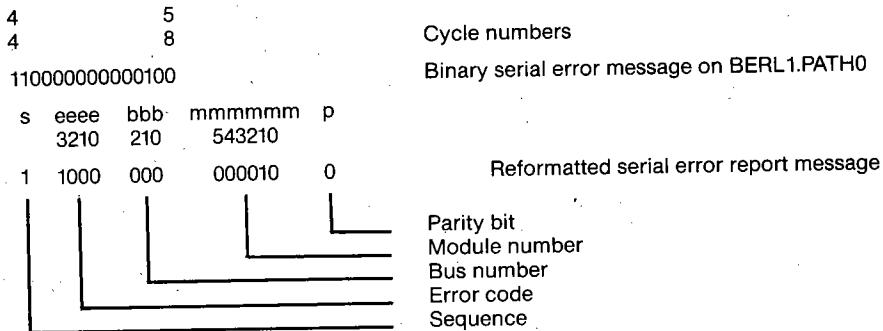 4 5
4 8 Cycle numbers
110000000000100 Binary serial error message on BERL1.PATH0
s eeee bbb mmmmmm p
3210 210 543210
1 1000 000 000010 0 Reformatted serial error report message
Parity bit
Module number
Bus number
Error code
Sequence